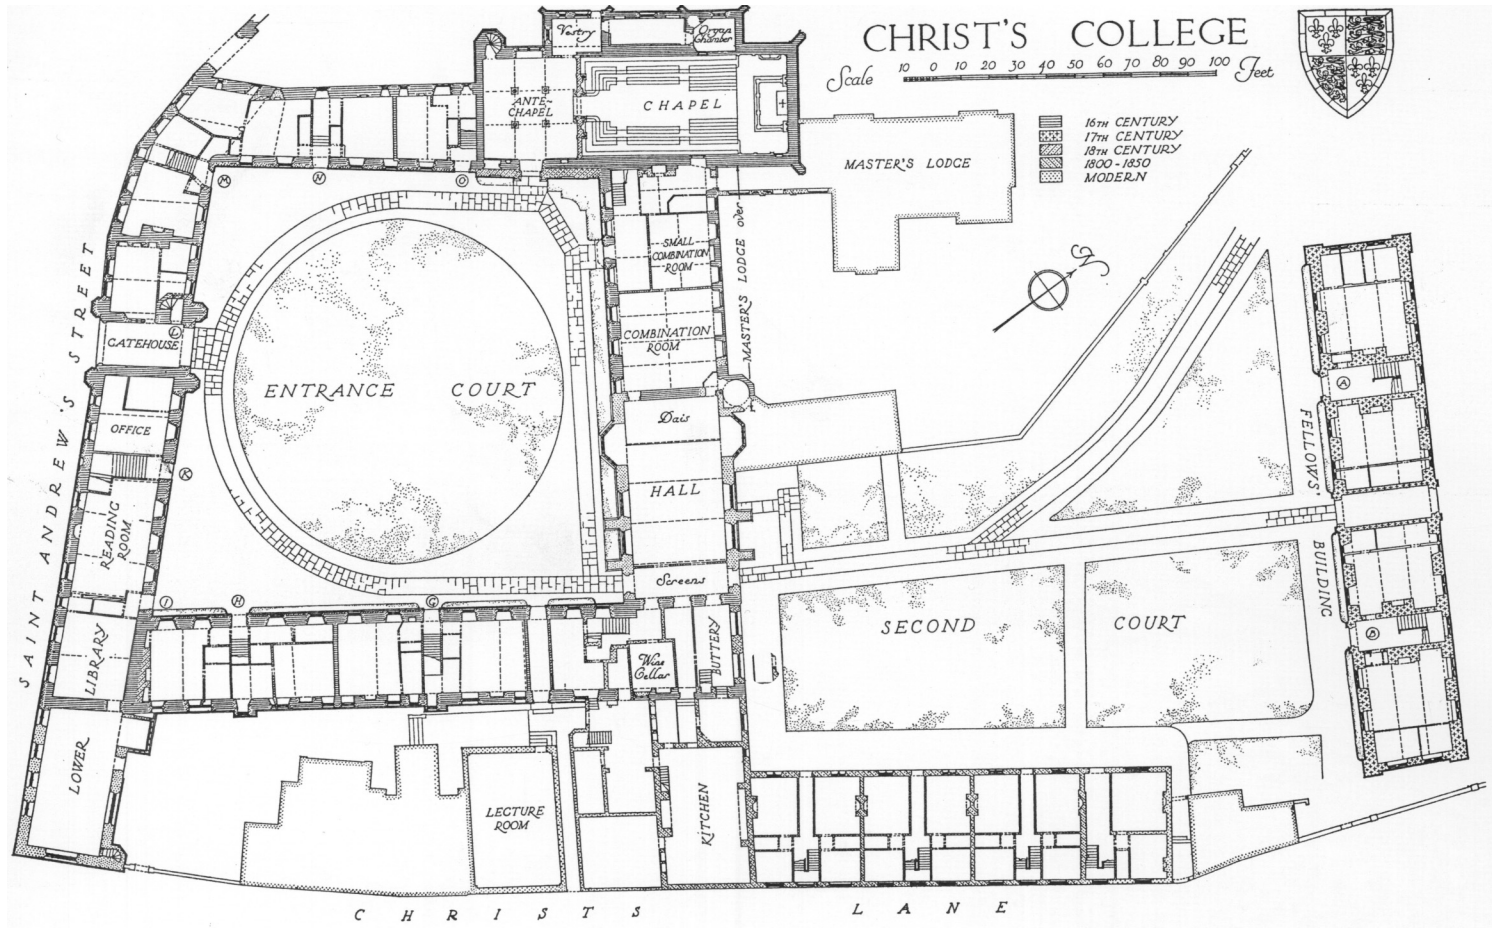 Vestry
Organ
Chamber
CHRIST'S COLLEGE
Scale
10 0 10 20 30 40 50 60 70 80 90 100
Feet
ANTE-
CHAPEL
CHAPEL
16TH CENTURY
17TH CENTURY
18TH CENTURY
1800-1850
MODERN
MASTER'S LODGE
M
N
O
SMALL
COMBINATION
ROOM
MASTER'S LODGE over
N
L
GATEHOUSE
COMBINATION
ROOM
ENTRANCE COURT
A
Dais
OFFICE
FELLOWS'
BUILDING
K
HALL
READING
ROOM
SAINT ANDREW'S STREET
Screens
I
H
G
SECOND COURT
B
LIBRARY
Wine
Cellar
BUTTERY
LOWER
LECTURE
ROOM
KITCHEN
CHRISTS LANE